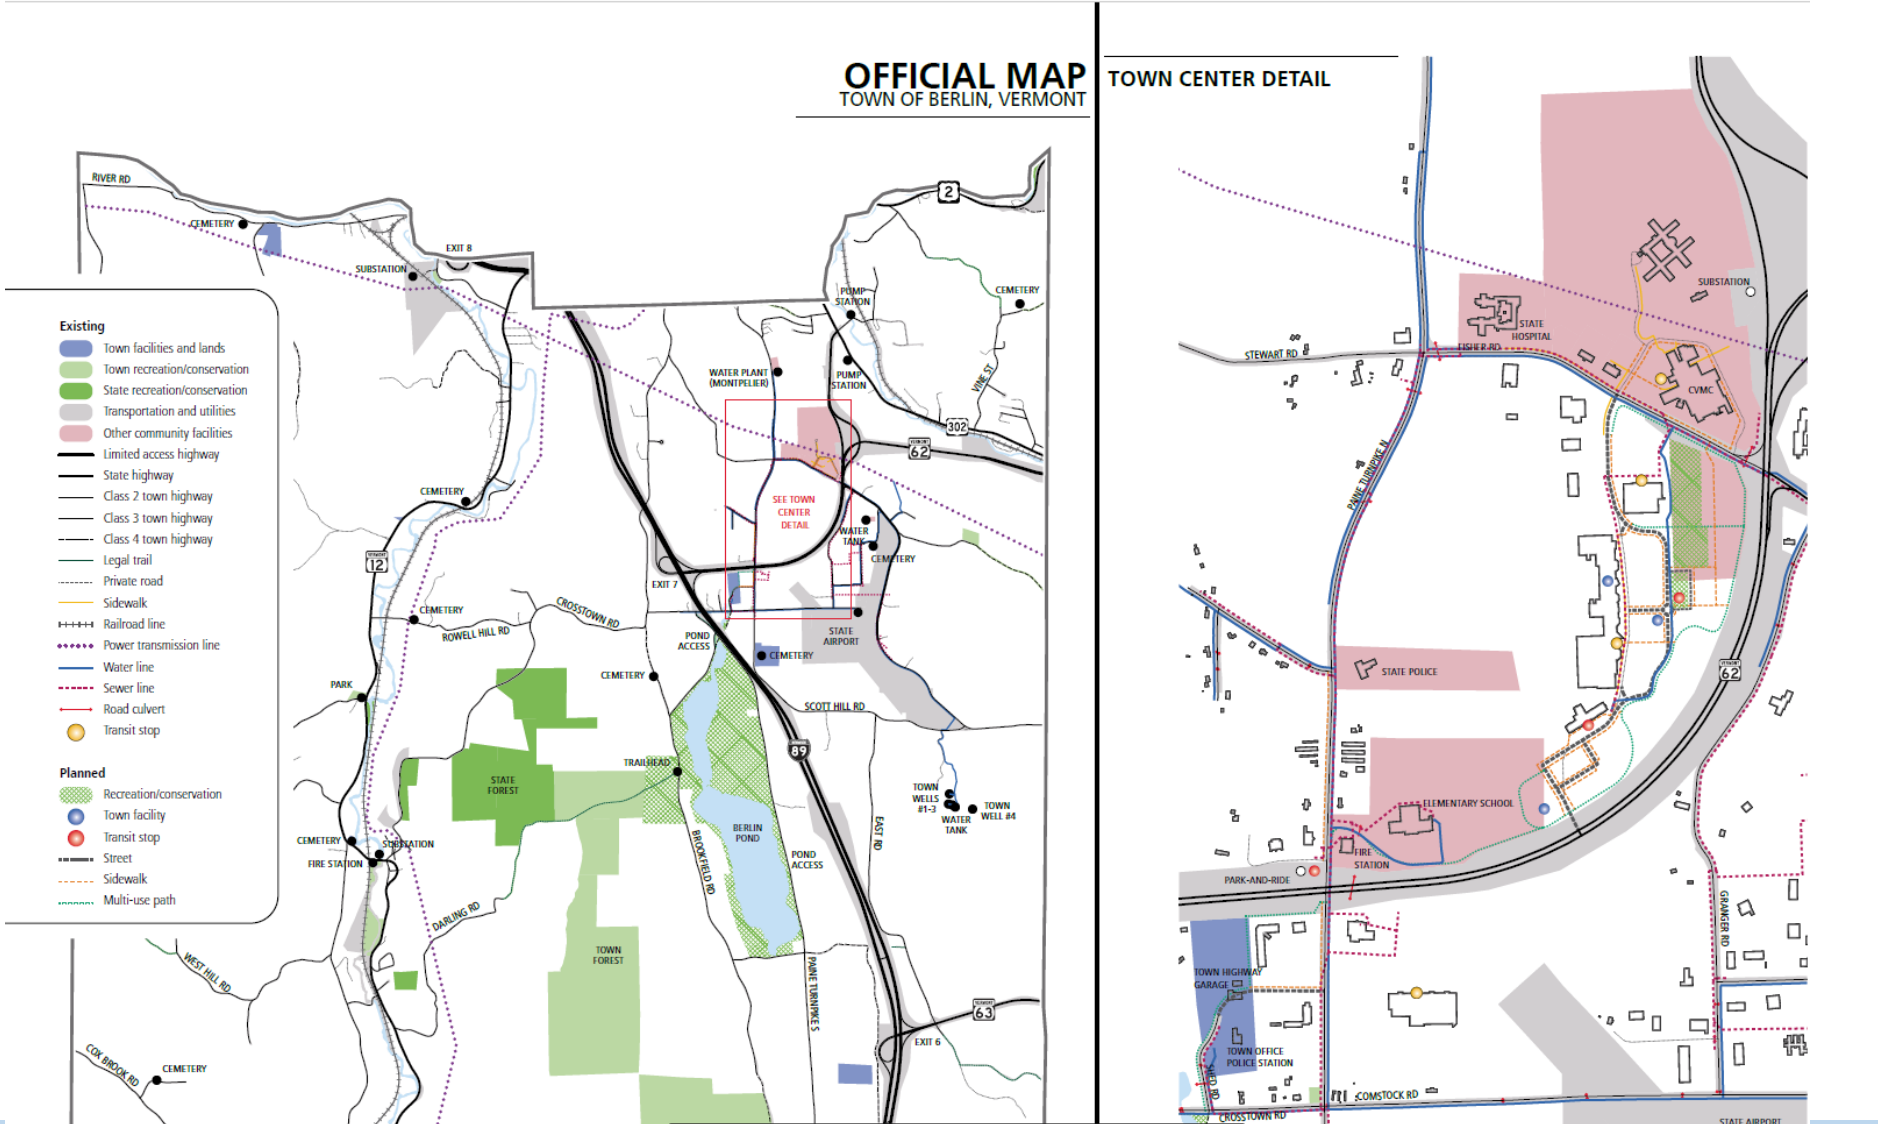 OFFICIAL MAP
TOWN OF BERLIN, VERMONT
RIVER RD
CEMETERY
EXIT 8
SUBSTATION
2
CEMETERY
PUMP
STATION
PUMP
STATION
WATER PLANT
(MONTPELIER)
VINE ST
302
VERMONT
62
SEE TOWN
CENTER
DETAIL
WATER
TANK
CEMETERY
CEMETERY
VERMONT
12
EXIT 7
CEMETERY
ROWELL HILL RD
CROSSTOWN RD
POND
ACCESS
STATE
AIRPORT
CEMETERY
CEMETERY
PARK
SCOTT HILL RD
89
TRAILHEAD
STATE
FOREST
TOWN
WELLS
#1-3
WATER
TANK
TOWN
WELL #4
BERLIN
POND
BROOKFIELD RD
POND
ACCESS
EAST RD
CEMETERY
SUBSTATION
FIRE STATION
DARLING RD
TOWN
FOREST
WEST HILL RD
PAINE TURNPIKE S
VERMONT
63
EXIT 6
COX BROOK RD
CEMETERY
Existing
Town facilities and lands
Town recreation/conservation
State recreation/conservation
Transportation and utilities
Other community facilities
Limited access highway
State highway
Class 2 town highway
Class 3 town highway
Class 4 town highway
Legal trail
Private road
Sidewalk
Railroad line
Power transmission line
Water line
Sewer line
Road culvert
Transit stop
Planned
Recreation/conservation
Town facility
Transit stop
Street
Sidewalk
Multi-use path
TOWN CENTER DETAIL
SUBSTATION
STATE
HOSPITAL
FISHER RD
STEWART RD
CVMC
PAINE TURNPIKE N
STATE POLICE
VERMONT
62
ELEMENTARY SCHOOL
FIRE
STATION
PARK-AND-RIDE
GRANGER RD
TOWN HIGHWAY
GARAGE
TOWN OFFICE
POLICE STATION
SHED RD
COMSTOCK RD
CROSSTOWN RD
STATE AIRPORT